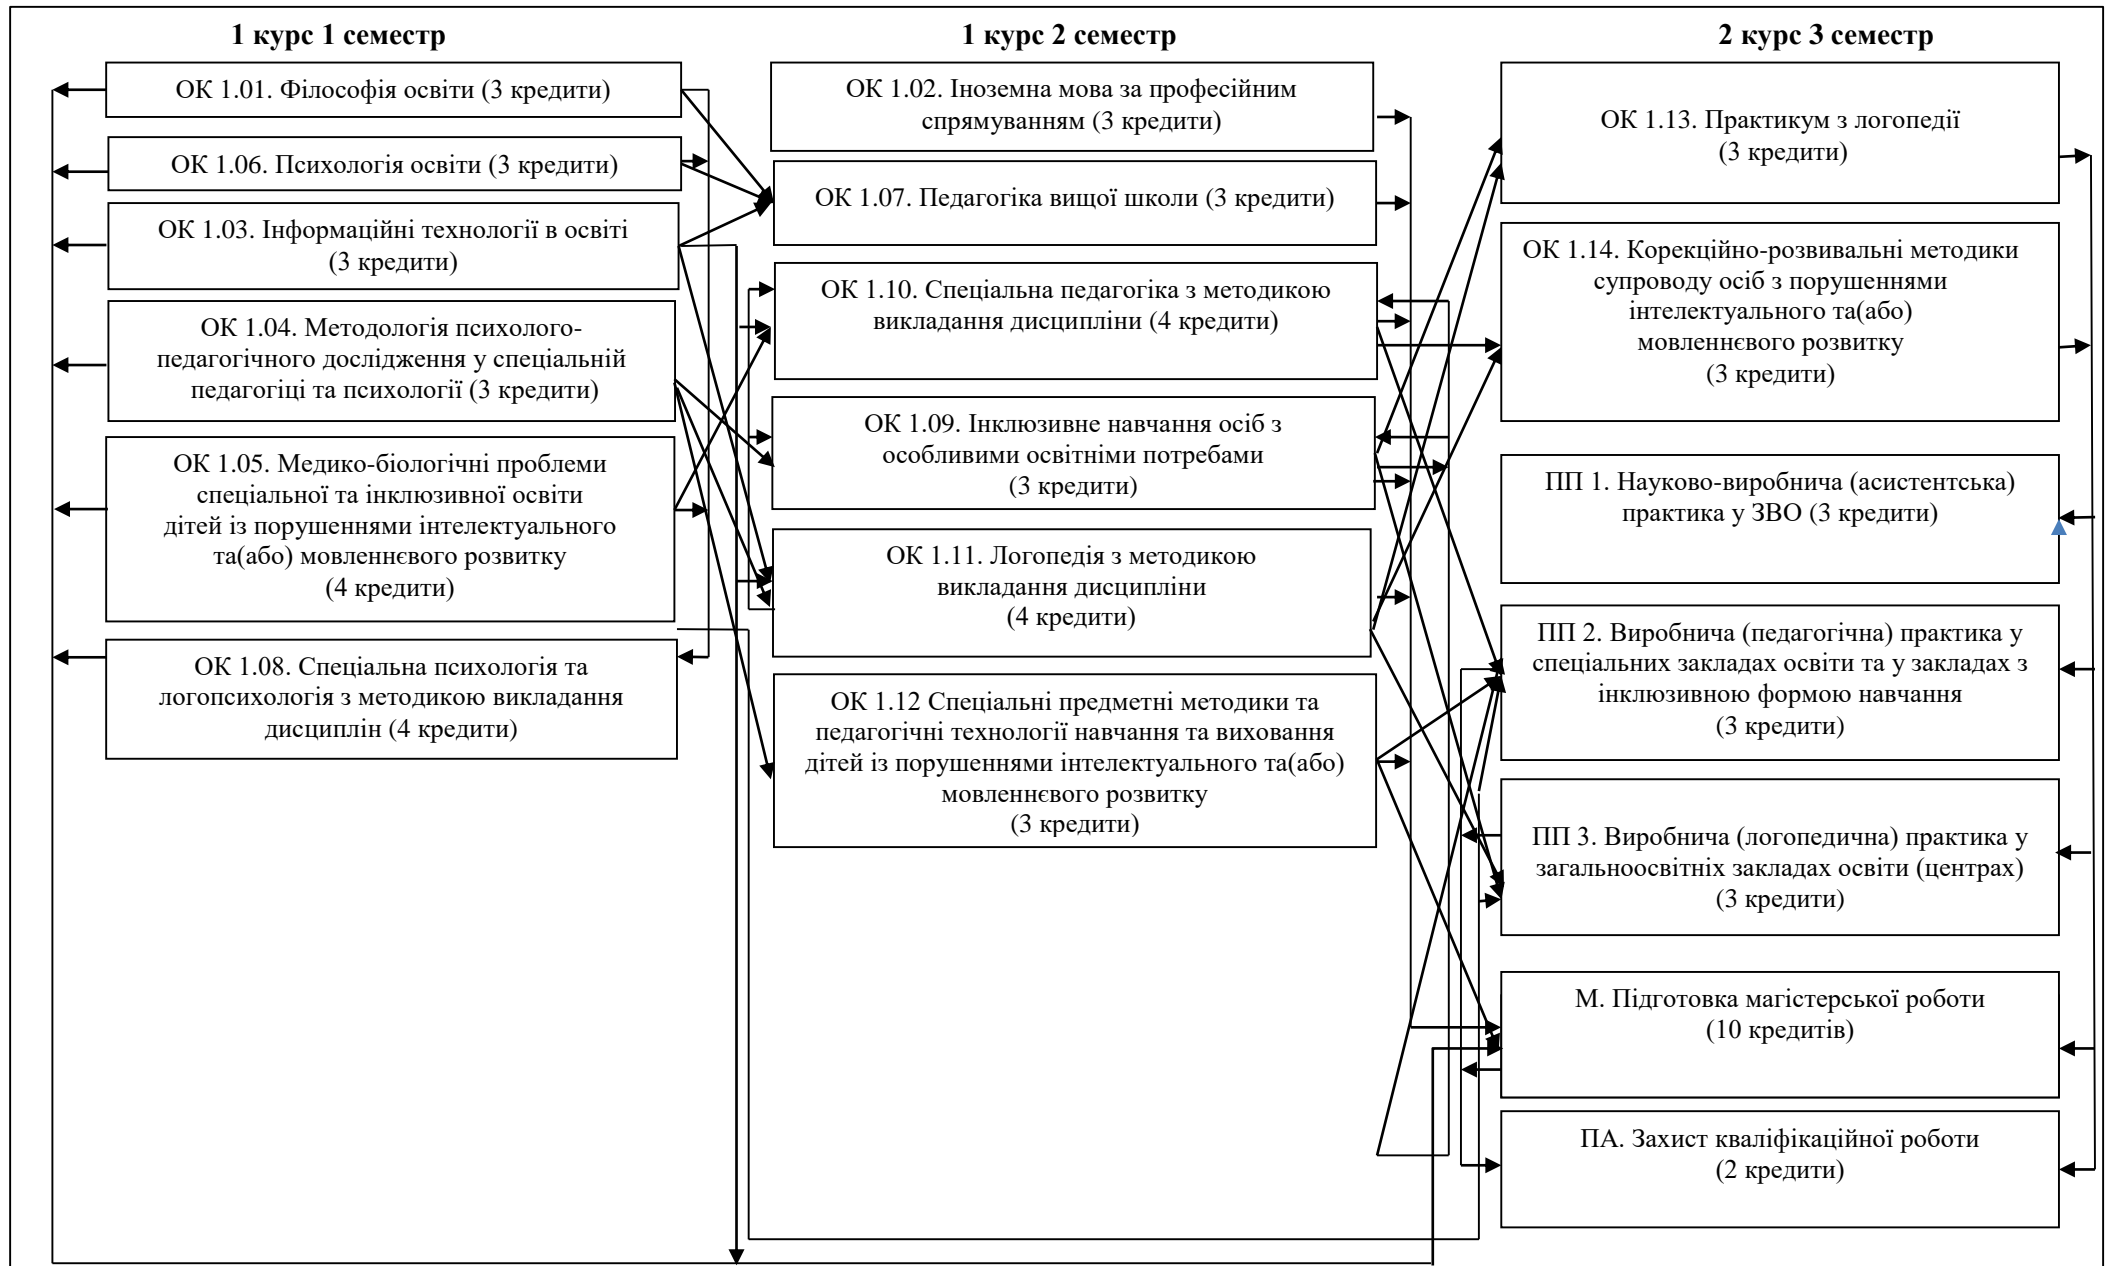 1 курс 1 семестр
ОК 1.01. Філософія освіти (3 кредити)
ОК 1.06. Психологія освіти (3 кредити)
ОК 1.03. Інформаційні технології в освіті
(3 кредити)
ОК 1.04. Методологія психолого-
педагогічного дослідження у спеціальній
педагогіці та психології (3 кредити)
ОК 1.05. Медико-біологічні проблеми
спеціальної та інклюзивної освіти
дітей із порушеннями інтелектуального
та(або) мовленнєвого розвитку
(4 кредити)
ОК 1.08. Спеціальна психологія та
логопсихологія з методикою викладання
дисциплін (4 кредити)
1 курс 2 семестр
ОК 1.02. Іноземна мова за професійним
спрямуванням (3 кредити)
ОК 1.07. Педагогіка вищої школи (3 кредити)
ОК 1.10. Спеціальна педагогіка з методикою
викладання дисципліни (4 кредити)
ОК 1.09. Інклюзивне навчання осіб з
особливими освітніми потребами
(3 кредити)
ОК 1.11. Логопедія з методикою
викладання дисципліни
(4 кредити)
ОК 1.12 Спеціальні предметні методики та
педагогічні технології навчання та виховання
дітей із порушеннями інтелектуального та(або)
мовленнєвого розвитку
(3 кредити)
2 курс 3 семестр
ОК 1.13. Практикум з логопедії
(3 кредити)
ОК 1.14. Корекційно-розвивальні методики
супроводу осіб з порушеннями
інтелектуального та(або)
мовленнєвого розвитку
(3 кредити)
ПП 1. Науково-виробнича (асистентська)
практика у ЗВО (3 кредити)
ПП 2. Виробнича (педагогічна) практика у
спеціальних закладах освіти та у закладах з
інклюзивною формою навчання
(3 кредити)
ПП 3. Виробнича (логопедична) практика у
загальноосвітніх закладах освіти (центрах)
(3 кредити)
М. Підготовка магістерської роботи
(10 кредитів)
ПА. Захист кваліфікаційної роботи
(2 кредити)